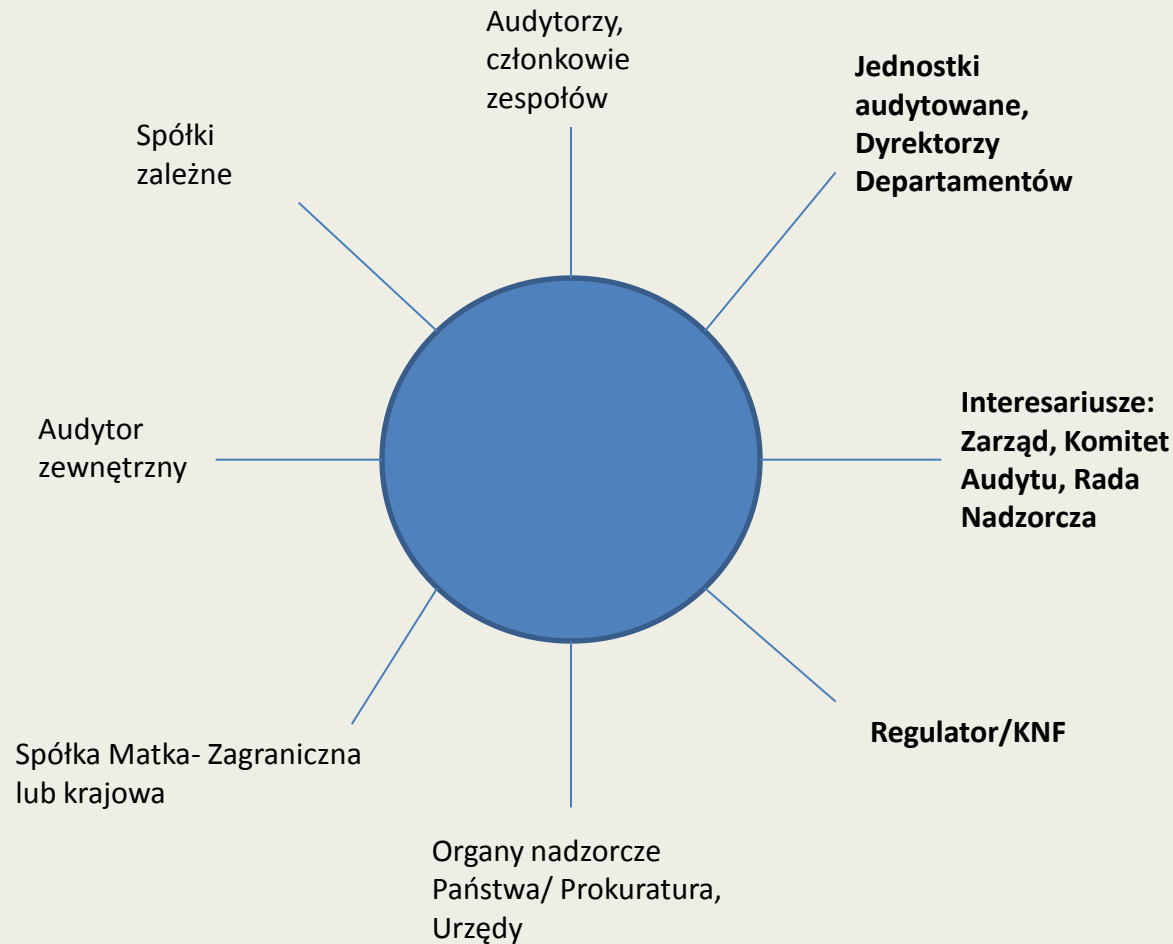 Audytorzy,
członkowie
zespołów
Jednostki
audytowane,
Dyrektorzy
Departamentów
Spółki
zależne
Interesariusze:
Zarząd, Komitet
Audytu, Rada
Nadzorcza
Audytor
zewnętrzny
Regulator/KNF
Spółka Matka- Zagraniczna
lub krajowa
Organy nadzorcze
Państwa/ Prokuratura,
Urzędy